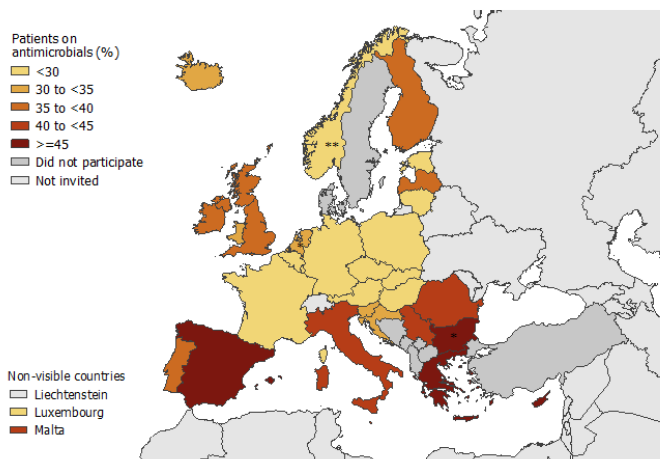 Patients on
antimicrobials (%)
<30
30 to <35
35 to <40
40 to <45
>=45
Did not participate
Not invited
**
*
*
Non-visible countries
Liechtenstein
Luxembourg
Malta